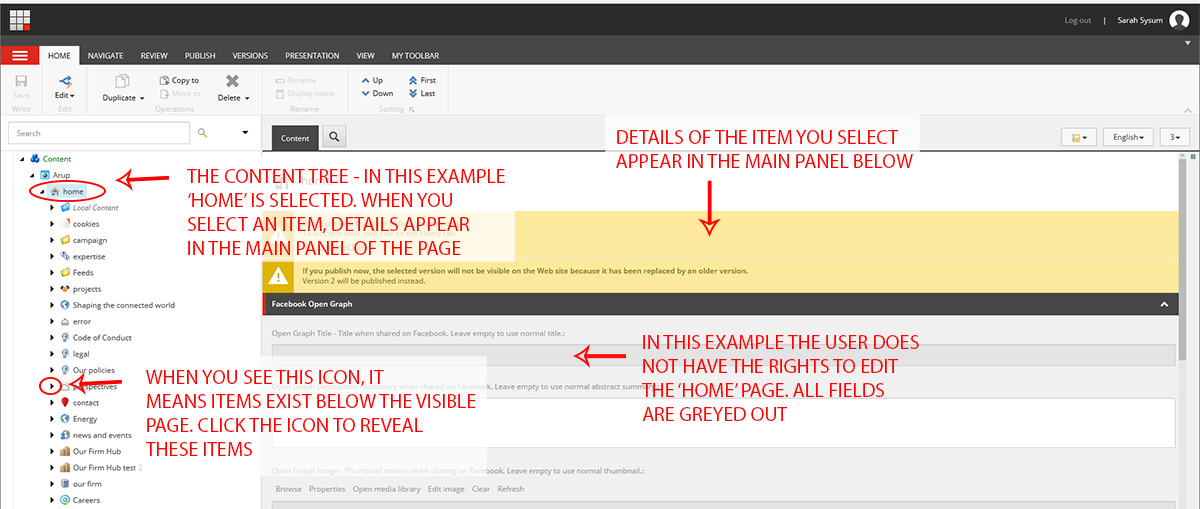 Log out | Sarah Sysum
HOME NAVIGATE REVIEW PUBLISH VERSIONS PRESENTATION VIEW MY TOOLBAR
Save
Write
Edit
Edit
Duplicate
Copy to
Move to
Delete
Operations
Rename
Display name
Rename
Up
Down
First
Last
Sorting
Search
Content
English
3
DETAILS OF THE ITEM YOU SELECT
APPEAR IN THE MAIN PANEL BELOW
Content
Arup
home
Local Content
cookies
campaign
expertise
Feeds
projects
Shaping the connected world
error
Code of Conduct
legal
Our policies
perspectives
contact
Energy
news and events
Our Firm Hub
Our Firm Hub test 2
our firm
Careers
THE CONTENT TREE - IN THIS EXAMPLE
‘HOME’ IS SELECTED. WHEN YOU
SELECT AN ITEM, DETAILS APPEAR
IN THE MAIN PANEL OF THE PAGE
If you publish now, the selected version will not be visible on the Web site because it has been replaced by an older version.
Version 2 will be published instead.
Facebook Open Graph
Open Graph Title - Title when shared on Facebook. Leave empty to use normal title.:
IN THIS EXAMPLE THE USER DOES
NOT HAVE THE RIGHTS TO EDIT
THE ‘HOME’ PAGE. ALL FIELDS
ARE GREYED OUT
WHEN YOU SEE THIS ICON, IT
MEANS ITEMS EXIST BELOW THE VISIBLE
PAGE. CLICK THE ICON TO REVEAL
THESE ITEMS
Open Graph Description - Summary when shared on Facebook. Leave empty to use normal abstract
Open Graph Image - Thumbnail shown when sharing on Facebook. Leave empty to use normal thumbnail.:
Browse Properties Open media library Edit image Clear Refresh